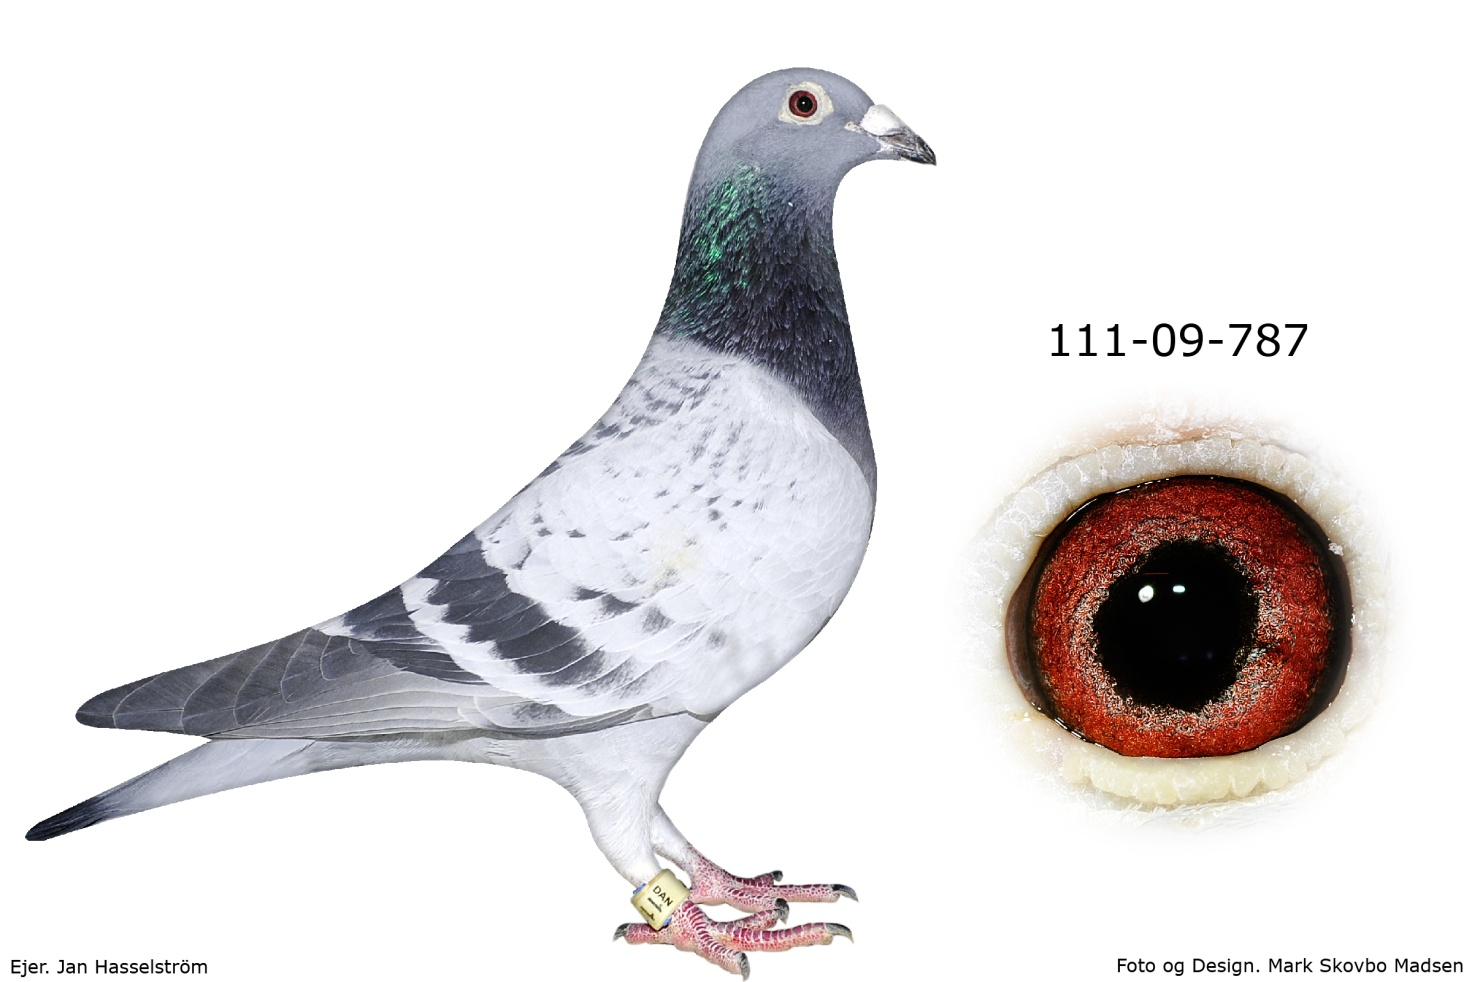 111-09-787
DAN
Ejer. Jan Hasselström
Foto og Design. Mark Skovbo Madsen